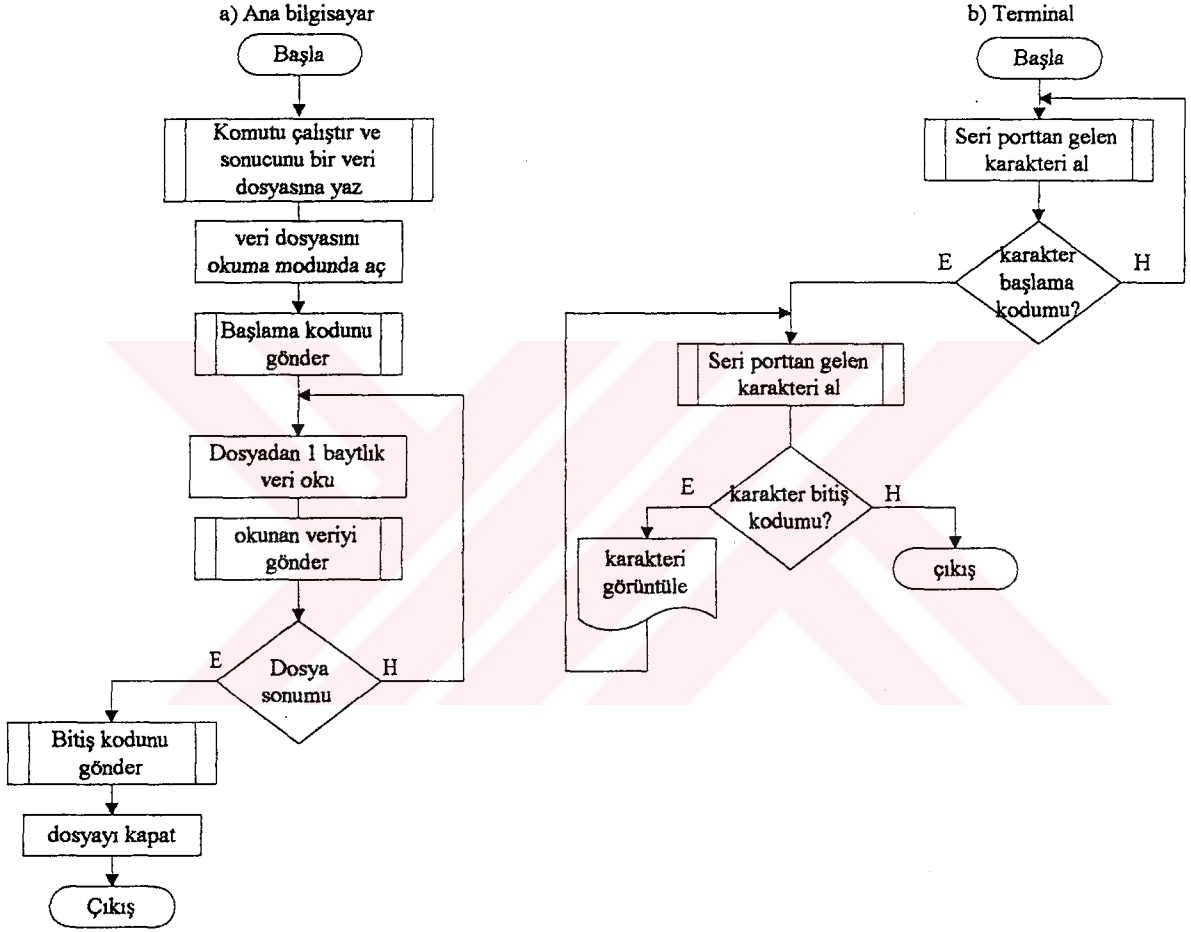 a) Ana bilgisayar
Başla
Komutu çalıştır ve
sonucunu bir veri
dosyasına yaz
veri dosyasını
okuma modunda aç
Başlama kodunu
gönder
Dosyadan 1 baytlık
veri oku
okunan veriyi
gönder
E
Dosya
sonumu
H
Bitiş kodunu
gönder
dosyayı kapat
Çıkış
b) Terminal
Başla
Seri porttan gelen
karakteri al
E
karakter
başlama
kodumu?
H
Seri porttan gelen
karakteri al
E
karakter bitiş
kodumu?
H
karakteri
görüntüle
çıkış